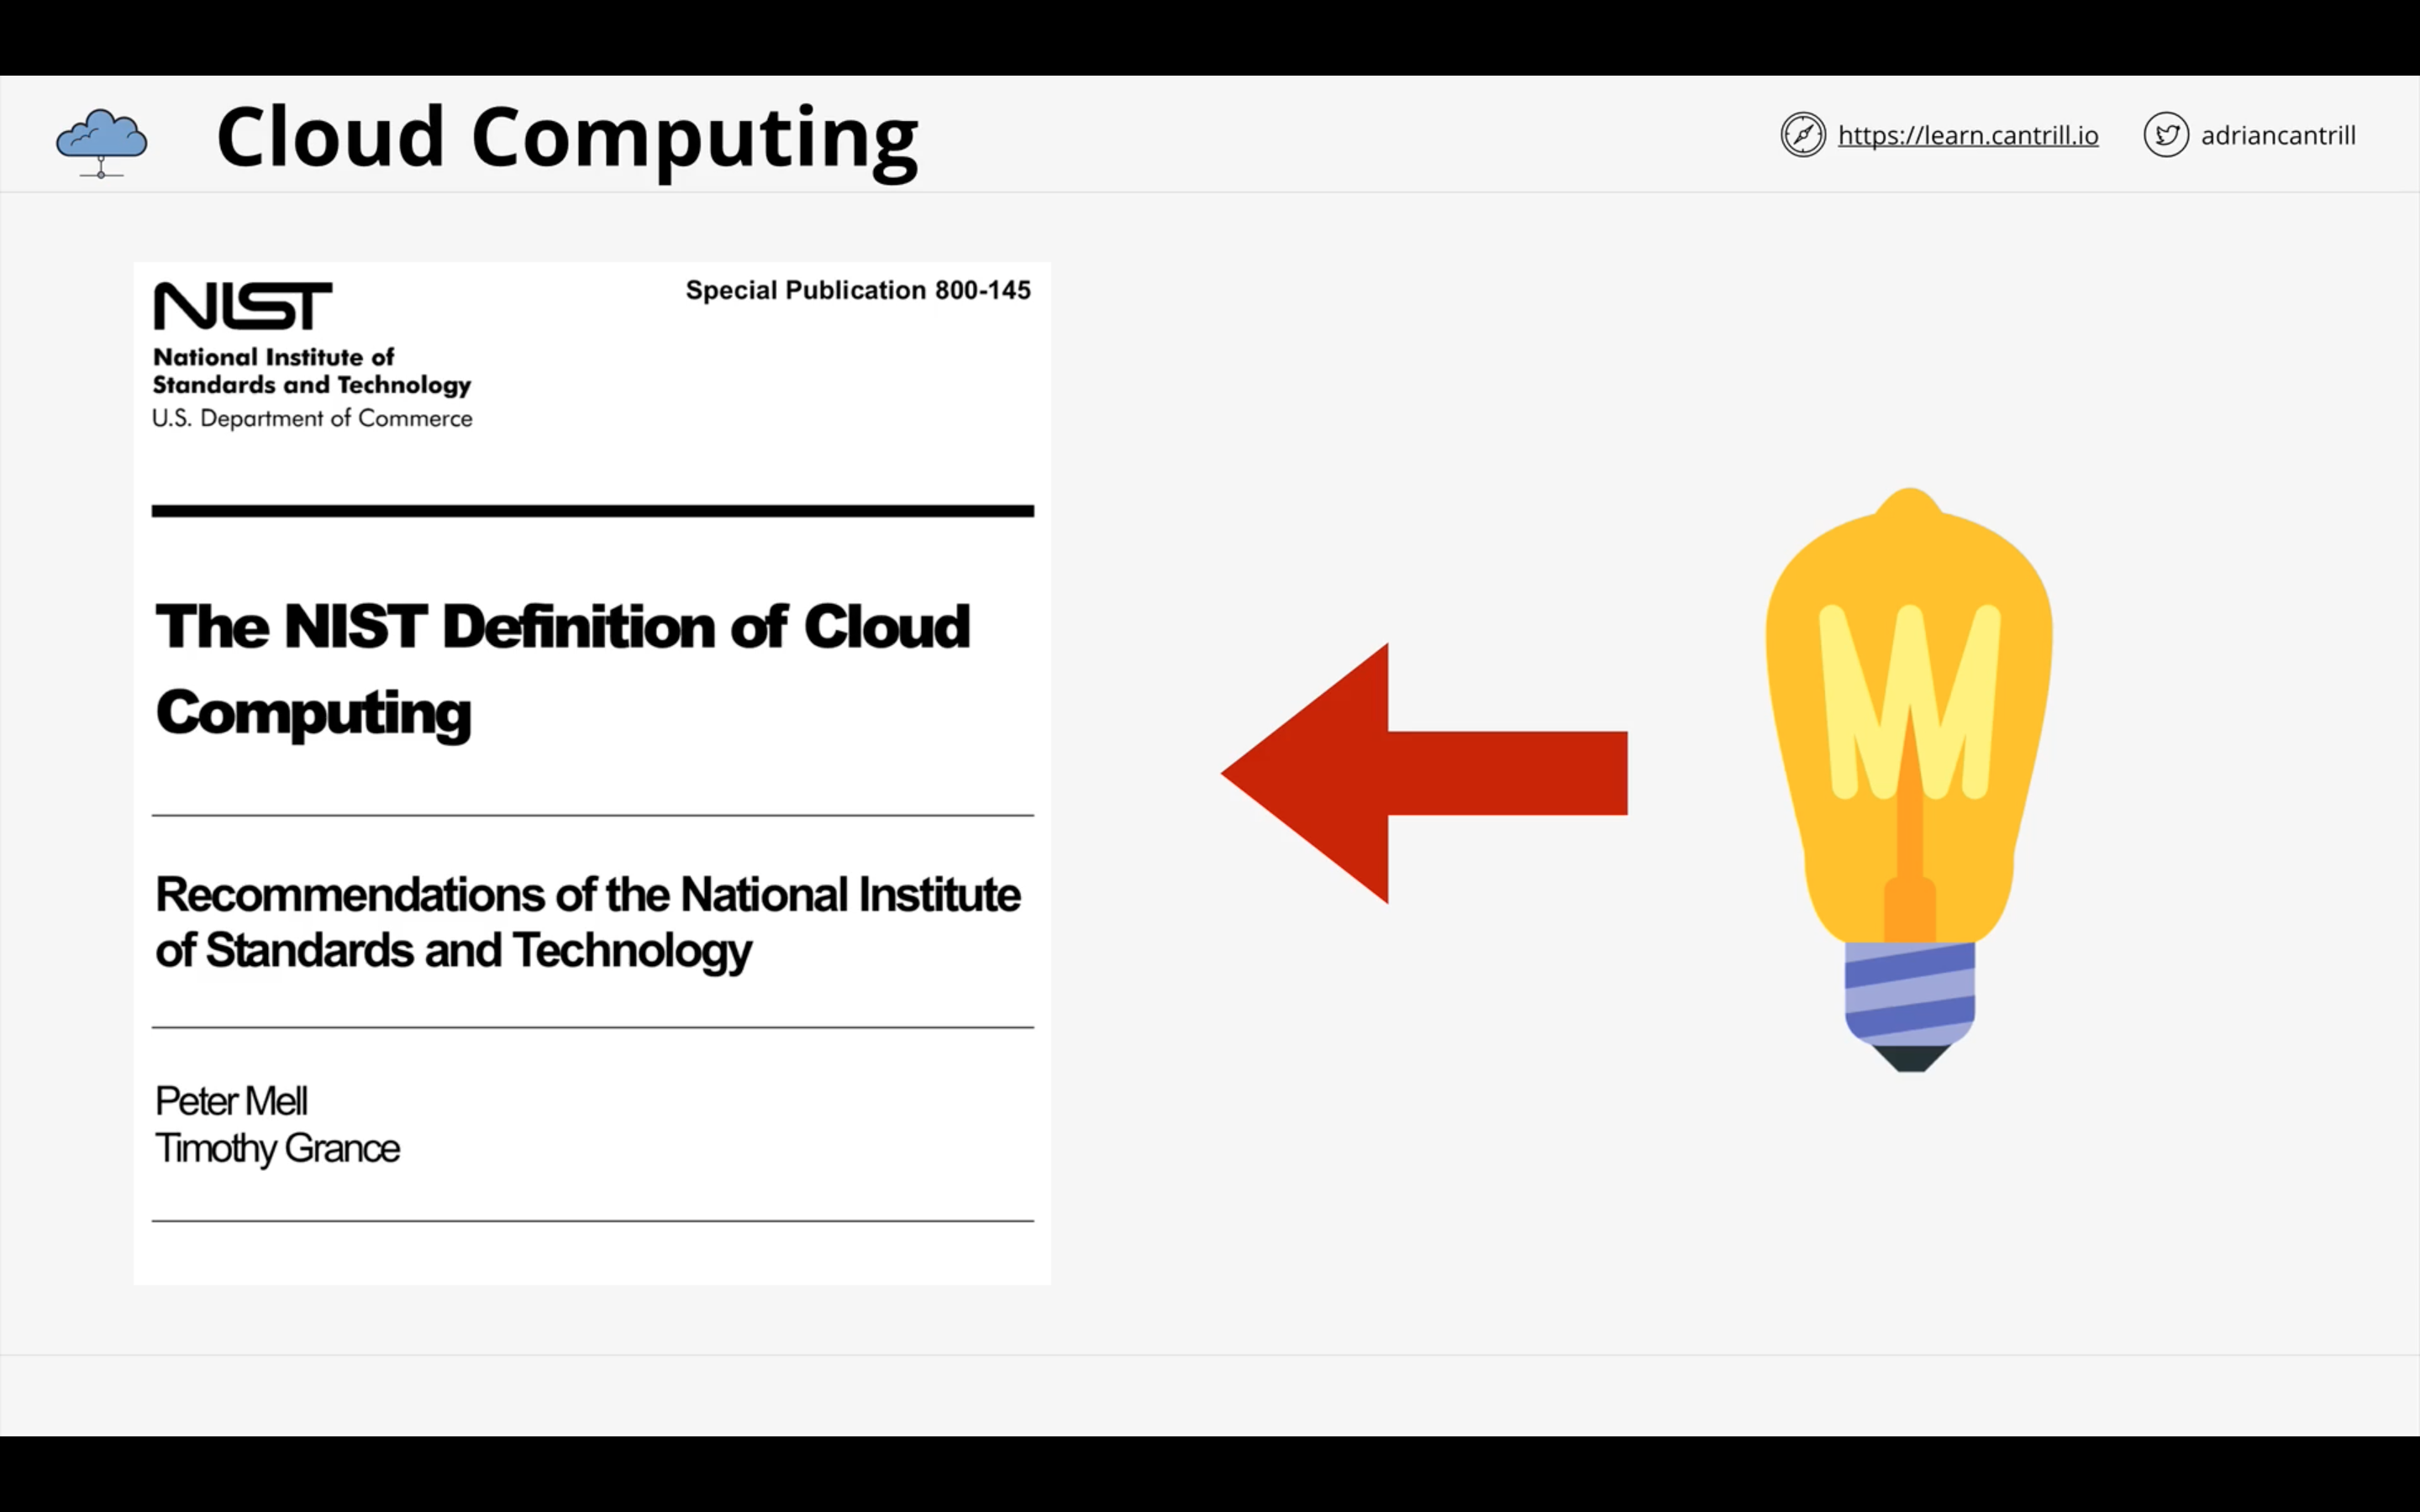 Cloud Computing
https://learn.cantrill.io
adriancantrill
NIST
Special Publication 800-145
National Institute of
Standards and Technology
U.S. Department of Commerce
The NIST Definition of Cloud
Computing
Recommendations of the National Institute
of Standards and Technology
Peter Mell
Timothy Grance